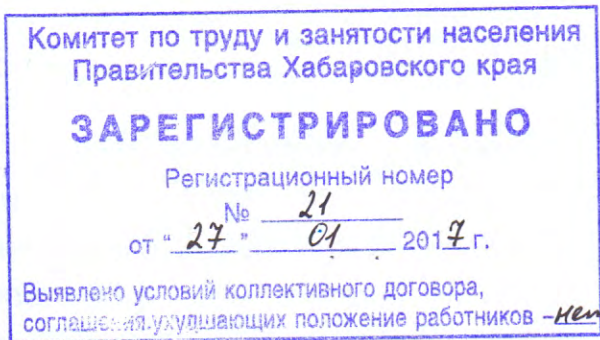 Комитет по труду и занятости населения
Правительства Хабаровского края
ЗАРЕГИСТРИРОВАНО
Регистрационный номер
№ 21
от "27" 01 2017 г.
Выявлено условий коллективного договора,
соглашения ухудшающих положение работников – нет